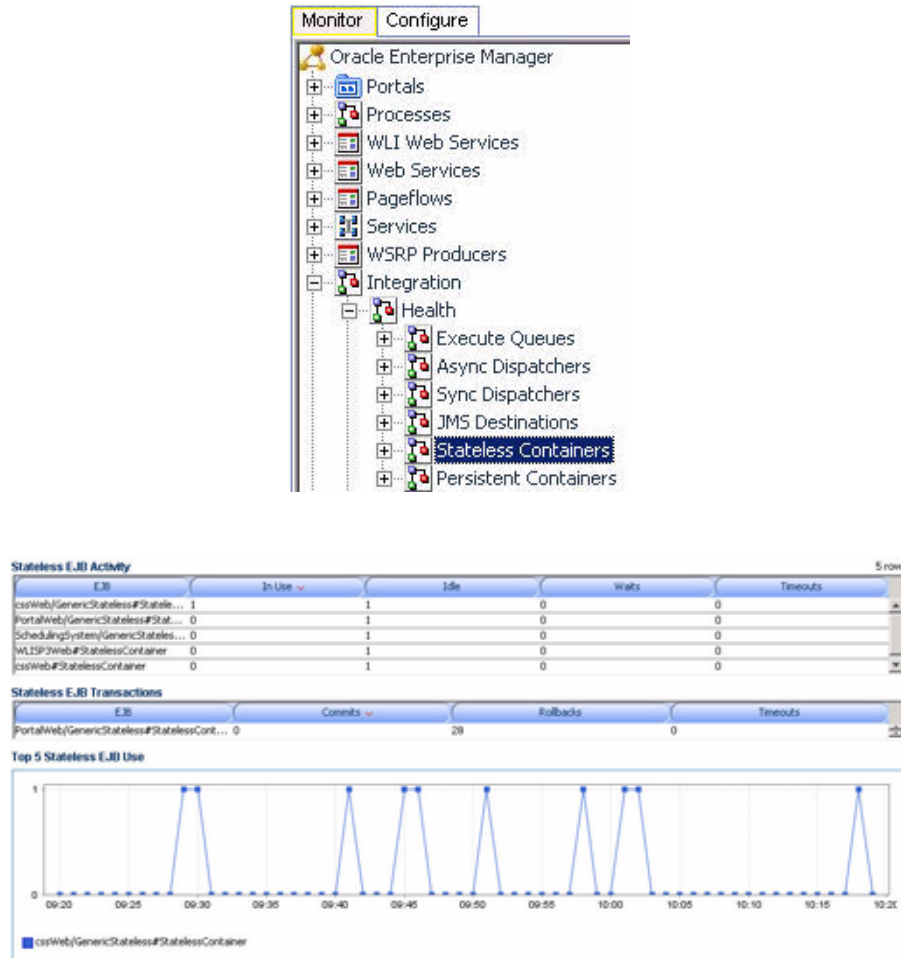 Monitor Configure
Oracle Enterprise Manager
Portals
Processes
WLI Web Services
Web Services
Pageflows
Services
WSRP Producers
Integration
Health
Execute Queues
Async Dispatchers
Sync Dispatchers
JMS Destinations
Stateless Containers
Persistent Containers
Stateless EJB Activity 5 row
EJB In Use Idle Waits Timeouts
cssWeb/GenericStateless#Statele... 1 1 0 0
PortalWeb/GenericStateless#Stat... 0 1 0 0
SchedulingSystem/GenericStateles... 0 1 0 0
WLISP3Web#StatelessContainer 0 1 0 0
cssWeb#StatelessContainer 0 1 0 0
Stateless EJB Transactions
EJB Commits Rollbacks Timeouts
PortalWeb/GenericStateless#StatelessCont... 0 28 0
Top 5 Stateless EJB Use
1
0
09:20 09:25 09:30 09:35 09:40 09:45 09:50 09:55 10:00 10:05 10:10 10:15 10:20
cssWeb/GenericStateless#StatelessContainer